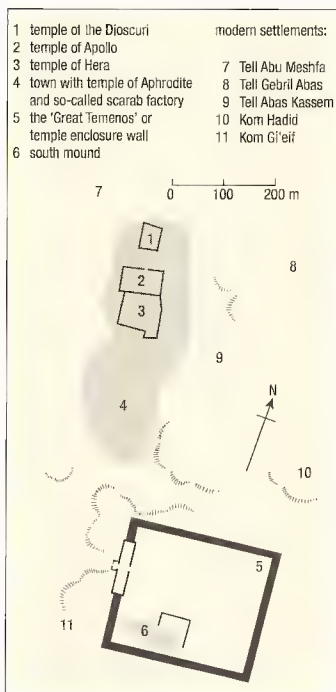 1 temple of the Dioscuri
2 temple of Apollo
3 temple of Hera
4 town with temple of Aphrodite
and so-called scarab factory
5 the 'Great Temenos' or
temple enclosure wall
6 south mound
modern settlements:
7 Tell Abu Meshfa
8 Tell Gebril Abas
9 Tell Abas Kassem
10 Kom Hadid
11 Kom Gi'eif
7
0 100 200 m
1
8
2
3
9
4
N
10
5
11
6